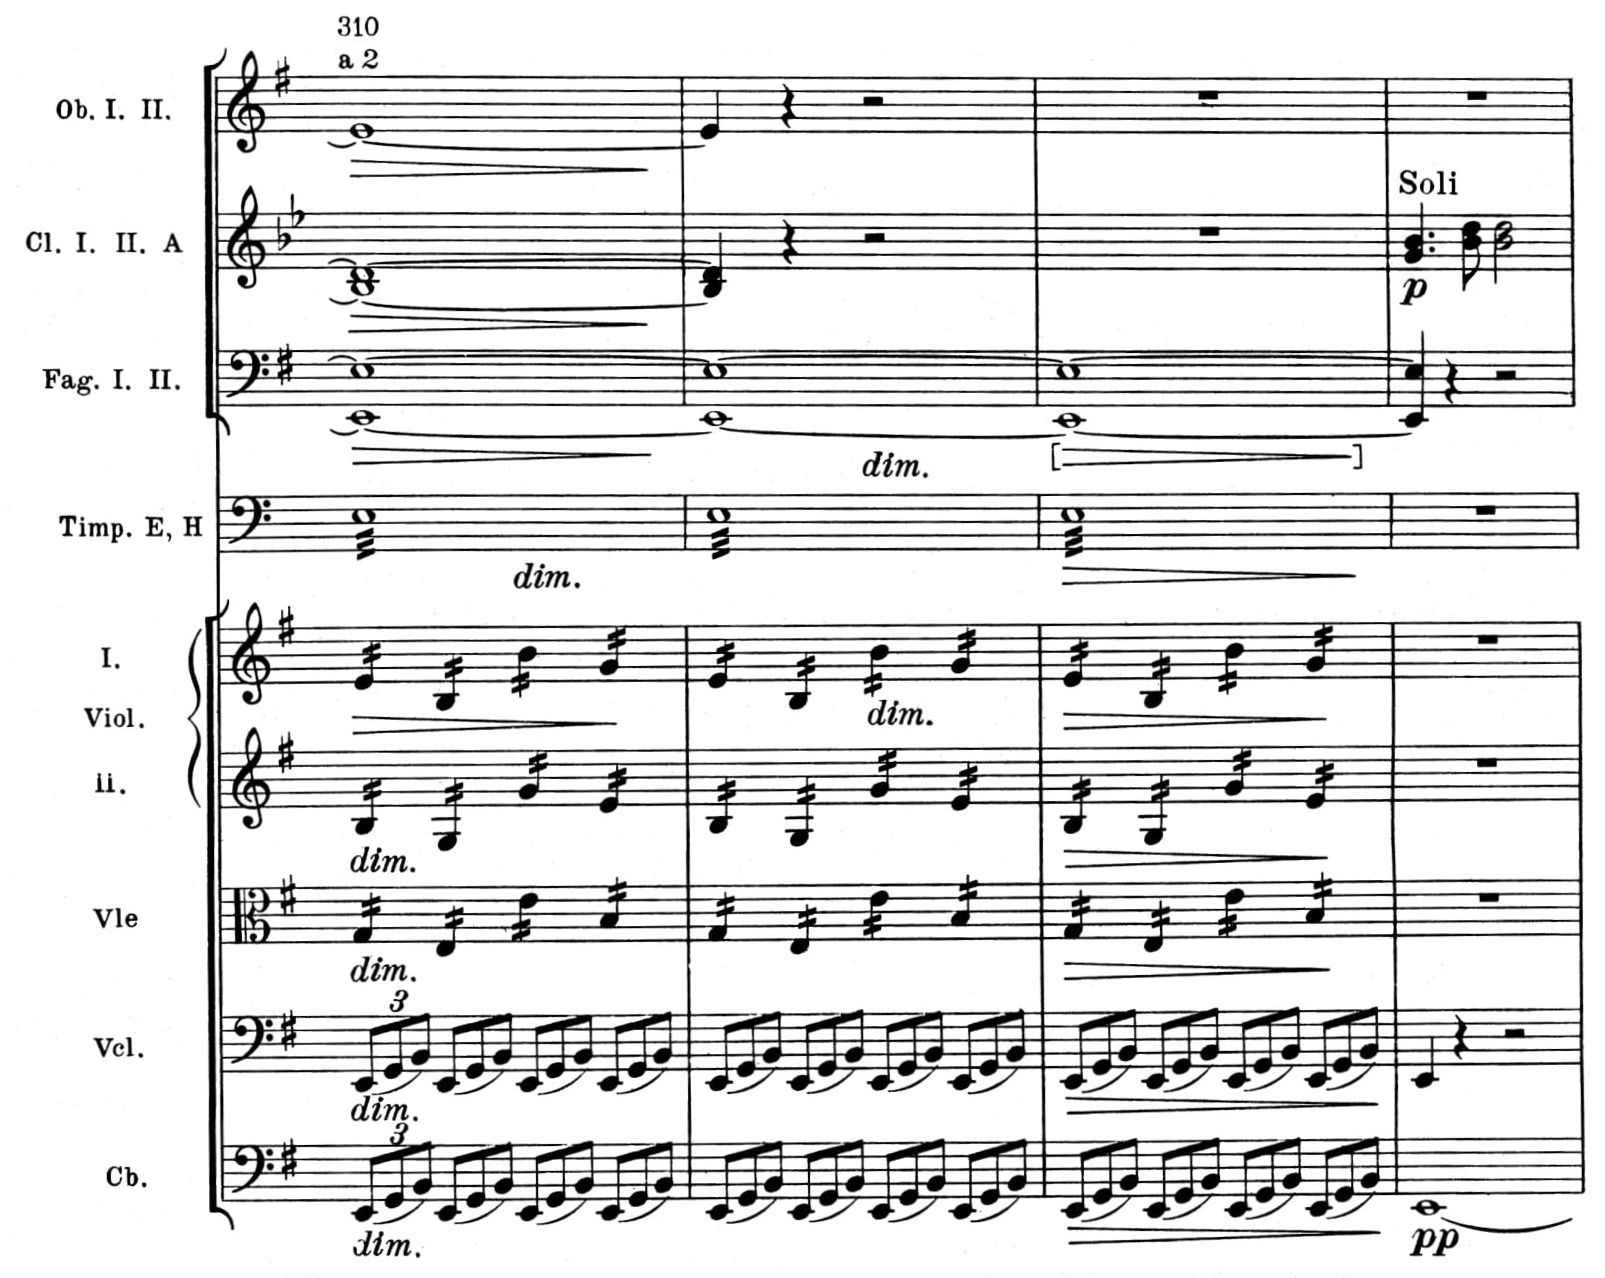 310
a 2
Ob. I. II.
Soli
Cl. I. II. A
p
Fag. I. II.
dim.
[ ]
Timp. E, H
dim.
I.
Viol.
dim.
II.
dim.
Vle
dim.
3
Vcl.
dim.
3
Cb.
dim.
pp